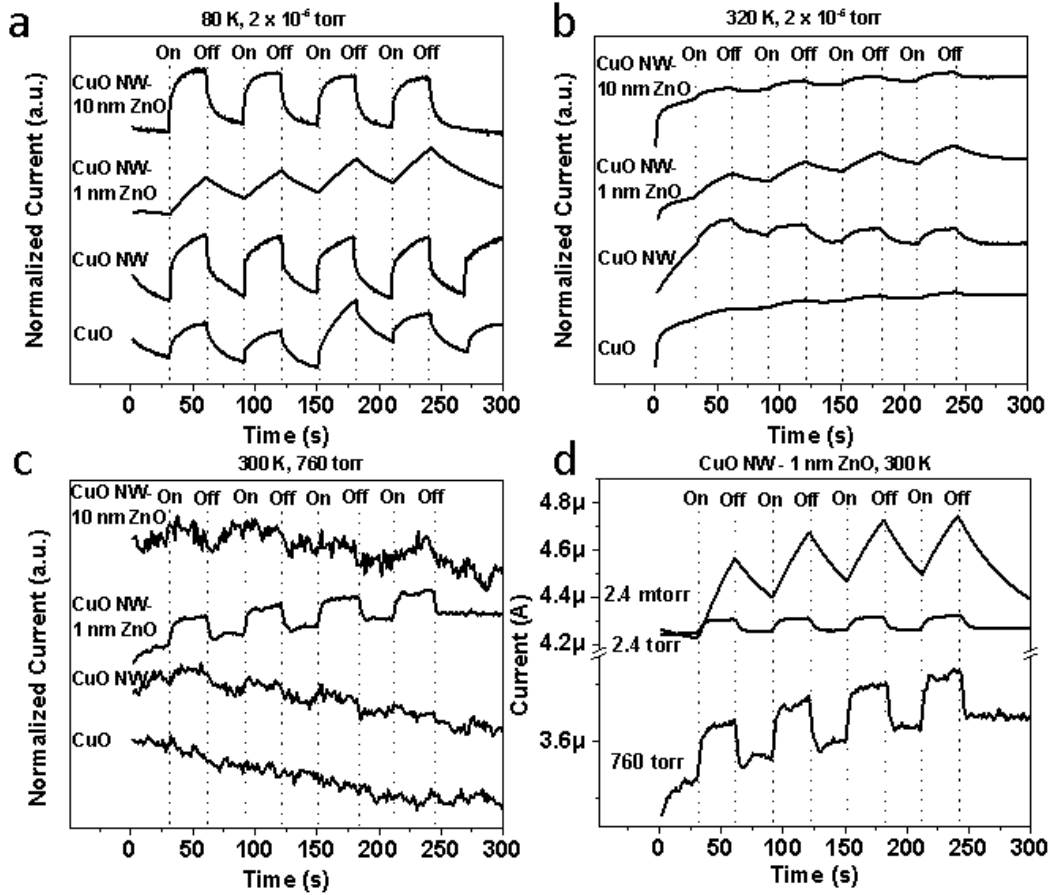 a
80 K, 2 x 10⁻⁶ torr
On Off On Off On Off On Off
CuO NW-
10 nm ZnO
CuO NW-
1 nm ZnO
CuO NW
CuO
Normalized Current (a.u.)
0 50 100 150 200 250 300
Time (s)
b
320 K, 2 x 10⁻⁶ torr
On Off On Off On Off On Off
CuO NW-
10 nm ZnO
CuO NW-
1 nm ZnO
CuO NW
CuO
Normalized Current (a.u.)
0 50 100 150 200 250 300
Time (s)
c
300 K, 760 torr
On Off On Off On Off On Off
CuO NW-
10 nm ZnO
CuO NW-
1 nm ZnO
CuO NW
CuO
Normalized Current (a.u.)
0 50 100 150 200 250 300
Time (s)
d
CuO NW - 1 nm ZnO, 300 K
On Off On Off On Off On Off
4.8µ
4.6µ
4.4µ
4.2µ
3.6µ
2.4 mtorr
2.4 torr
760 torr
Current (A)
0 50 100 150 200 250 300
Time (s)